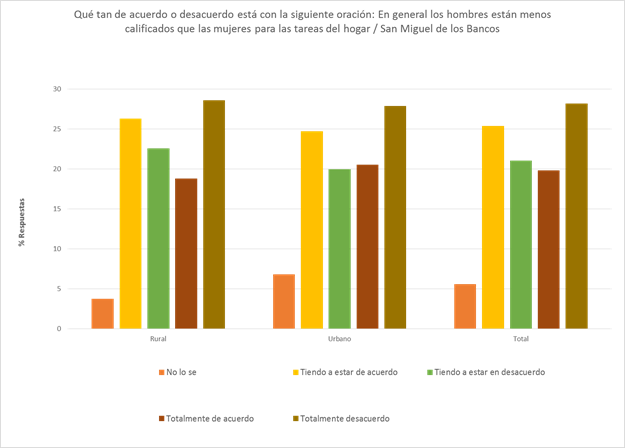 Qué tan de acuerdo o desacuerdo está con la siguiente oración: En general los hombres están menos
calificados que las mujeres para las tareas del hogar / San Miguel de los Bancos
30
25
20
15
10
5
0
% Respuestas
Rural Urbano Total
No lo se Tiendo a estar de acuerdo Tiendo a estar en desacuerdo
Totalmente de acuerdo Totalmente desacuerdo